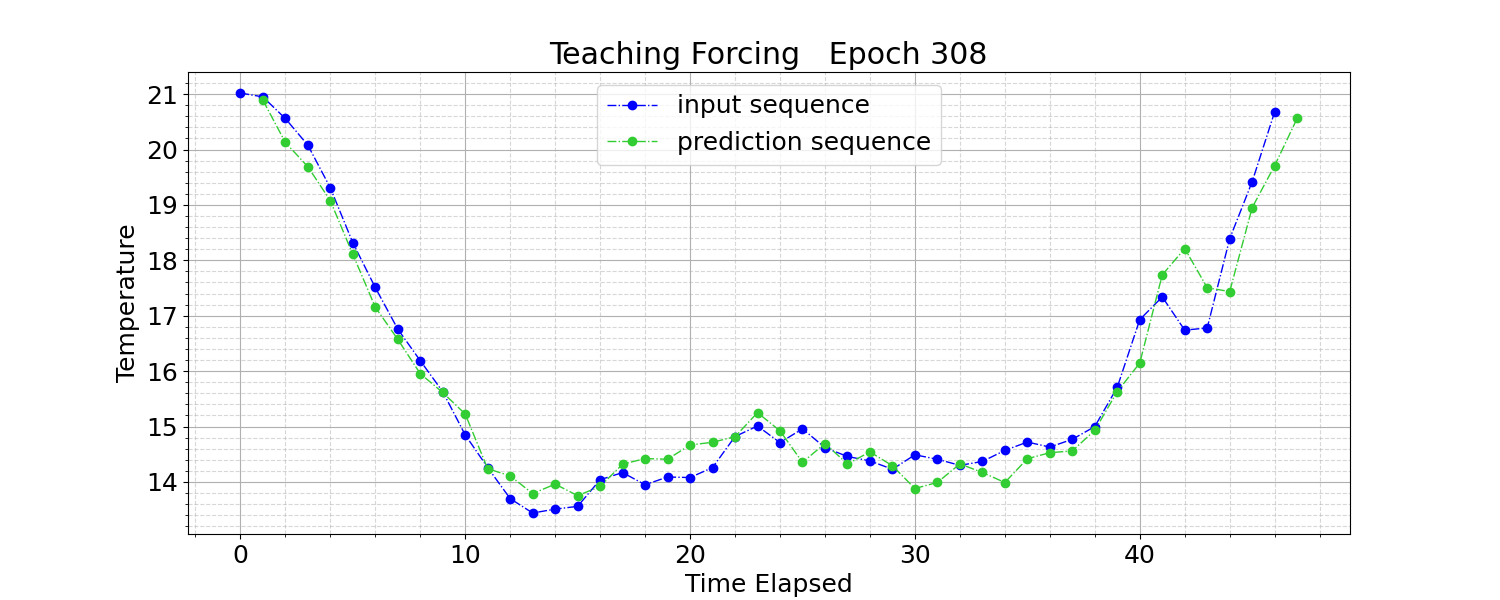 Teaching Forcing   Epoch 308
input sequence
prediction sequence
Temperature
21
20
19
18
17
16
15
14
0 10 20 30 40
Time Elapsed